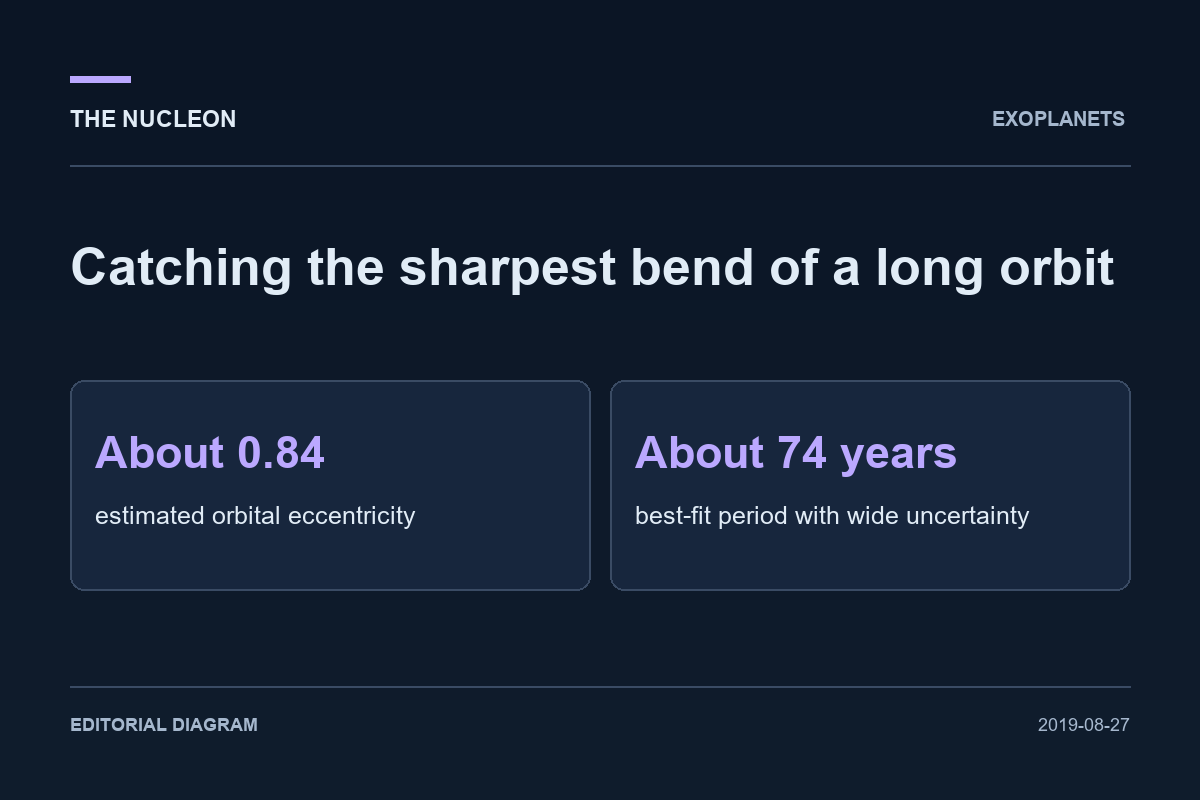 THE NUCLEON
EXOPLANETS
Catching the sharpest bend of a long orbit
About 0.84
estimated orbital eccentricity
About 74 years
best-fit period with wide uncertainty
EDITORIAL DIAGRAM
2019-08-27